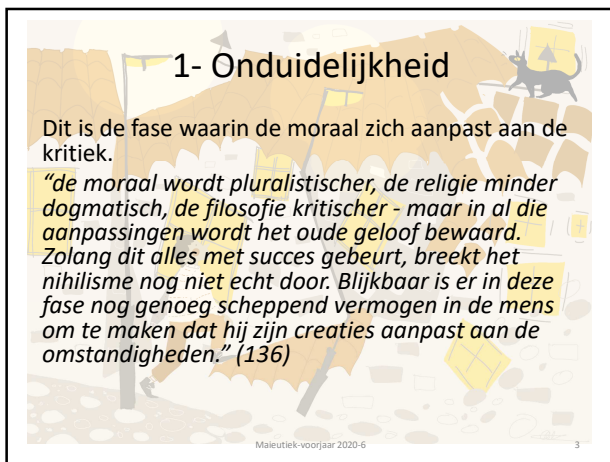 1- Onduidelijkheid
Dit is de fase waarin de moraal zich aanpast aan de
kritiek.
“de moraal wordt pluralistischer, de religie minder
dogmatisch, de filosofie kritischer - maar in al die
aanpassingen wordt het oude geloof bewaard.
Zolang dit alles met succes gebeurt, breekt het
nihilisme nog niet echt door. Blijkbaar is er in deze
fase nog genoeg scheppend vermogen in de mens
om te maken dat hij zijn creaties aanpast aan de
omstandigheden.” (136)
Maieutiek-voorjaar 2020-6
3